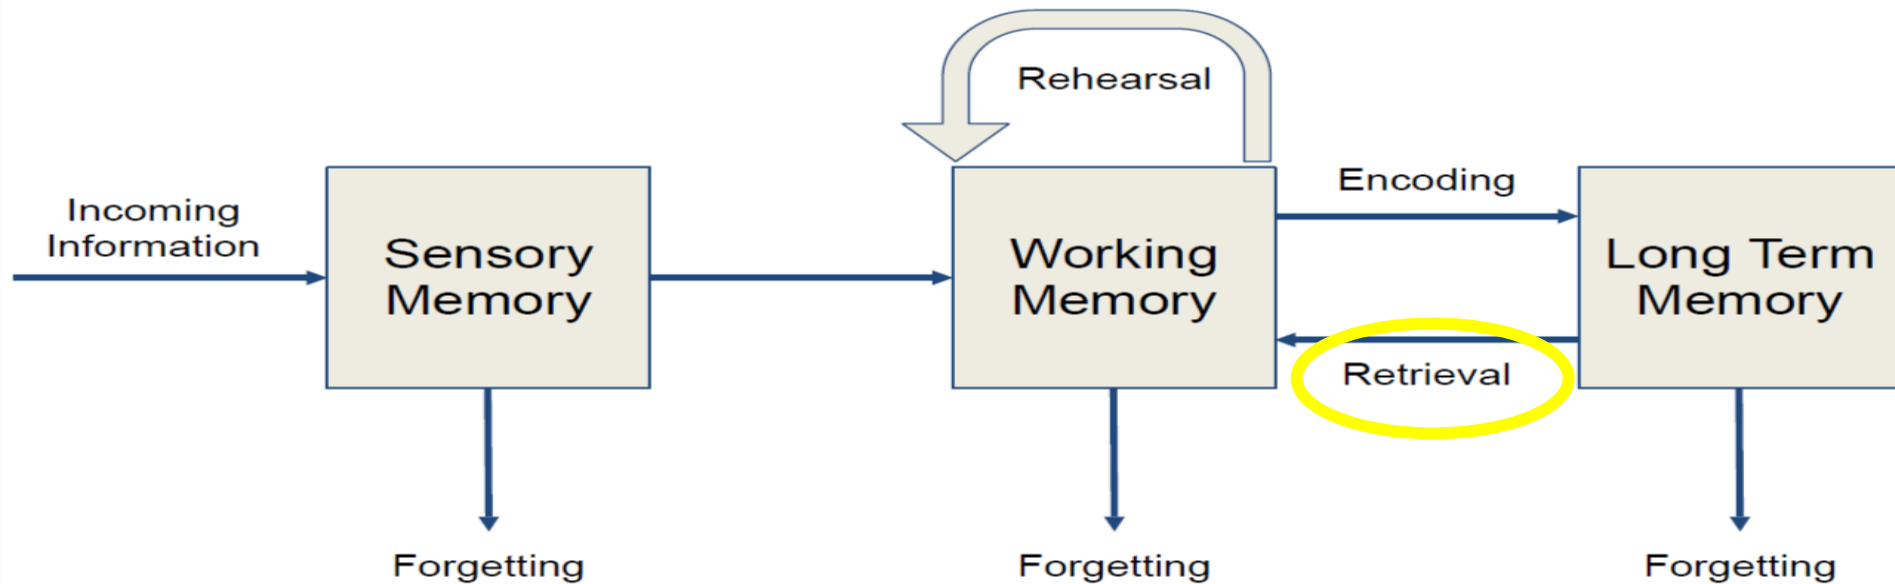 Rehearsal
Incoming
Information
Sensory
Memory
Working
Memory
Encoding
Retrieval
Long Term
Memory
Forgetting
Forgetting
Forgetting